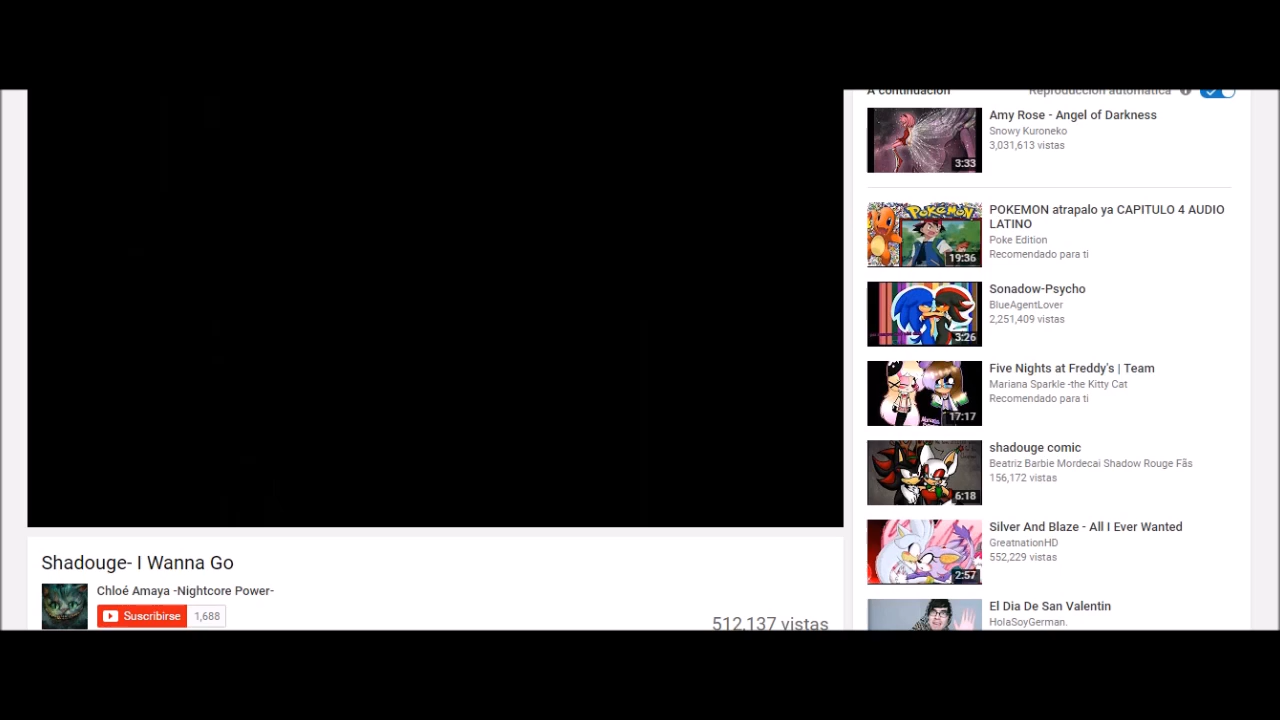 A continuación
Reproducción automática
Amy Rose - Angel of Darkness
Snowy Kuroneko
3,031,613 vistas
3:33
POKEMON atrapalo ya CAPITULO 4 AUDIO
LATINO
Poke Edition
Recomendado para ti
POKEMON
19:36
Sonadow-Psycho
BlueAgentLover
2,251,409 vistas
3:26
Five Nights at Freddy's | Team
Mariana Sparkle -the Kitty Cat
Recomendado para ti
17:17
shadouge comic
Beatriz Barbie Mordecai Shadow Rouge Fãs
156,172 vistas
6:18
Silver And Blaze - All I Ever Wanted
GreatnationHD
552,229 vistas
2:57
El Dia De San Valentin
HolaSoyGerman.
Shadouge- I Wanna Go
Chloé Amaya -Nightcore Power-
Suscribirse 1,688
512,137 vistas